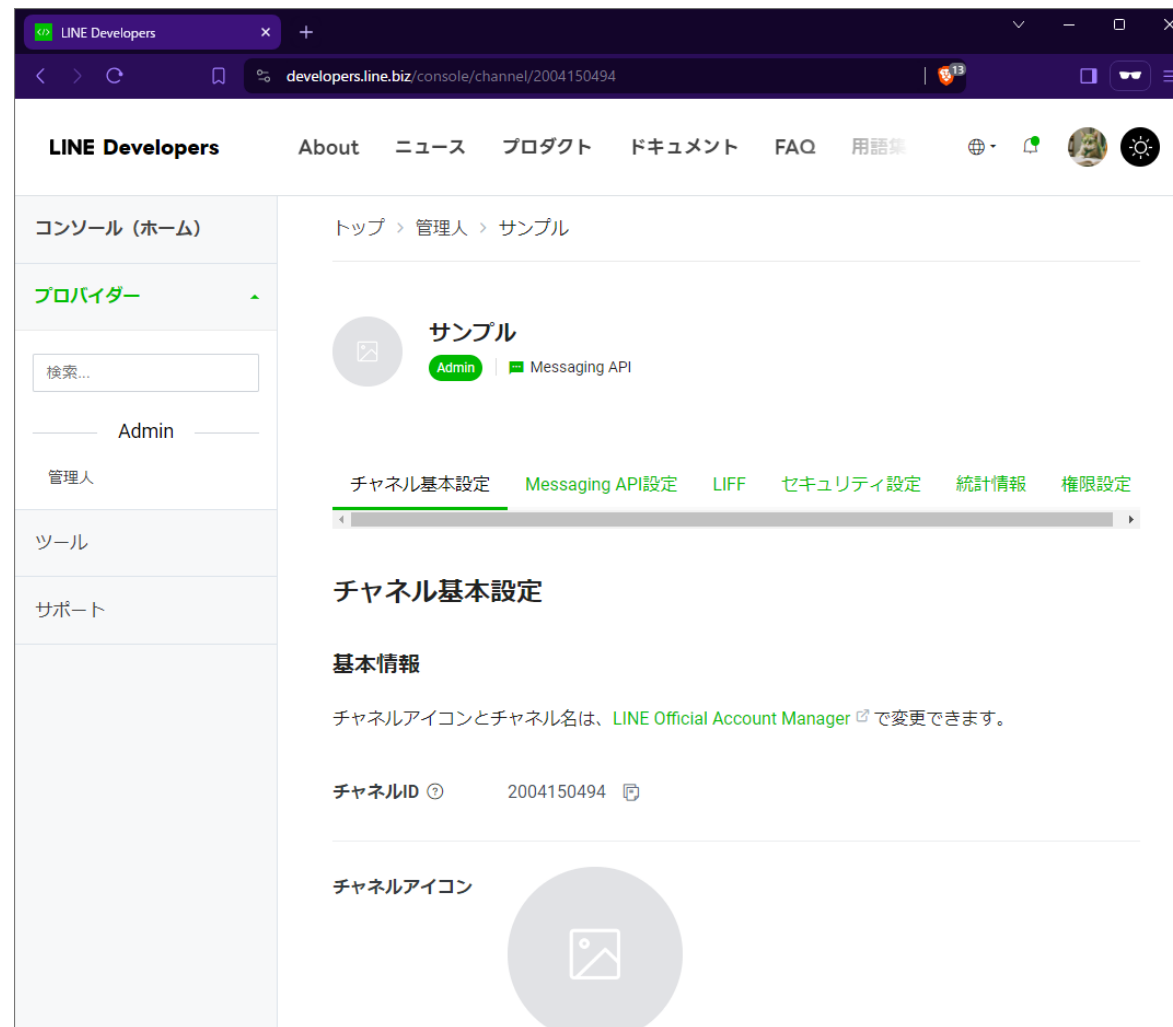 LINE Developers
developers.line.biz/console/channel/2004150494
13
LINE Developers
About ニュース プロダクト ドキュメント FAQ 用語集
コンソール（ホーム）
プロバイダー
検索...
Admin
管理人
ツール
サポート
トップ > 管理人 > サンプル
サンプル
Admin Messaging API
チャネル基本設定 Messaging API設定 LIFF セキュリティ設定 統計情報 権限設定
チャネル基本設定
基本情報
チャネルアイコンとチャネル名は、LINE Official Account Manager で変更できます。
チャネルID ? 2004150494
チャネルアイコン